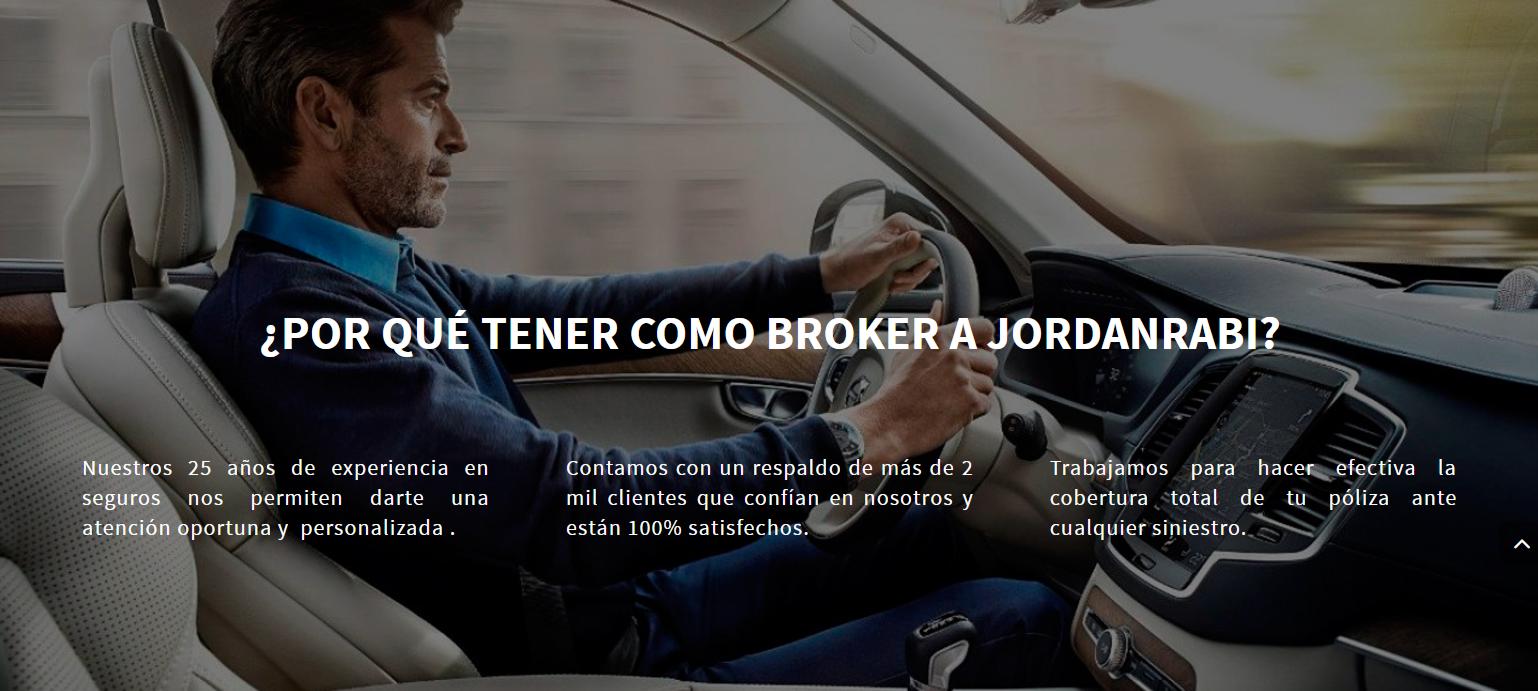 ¿POR QUÉ TENER COMO BROKER A JORDANRABI?
Nuestros 25 años de experiencia en
seguros nos permiten darte una
atención oportuna y personalizada .
Contamos con un respaldo de más de 2
mil clientes que confían en nosotros y
están 100% satisfechos.
Trabajamos para hacer efectiva la
cobertura total de tu póliza ante
cualquier siniestro.